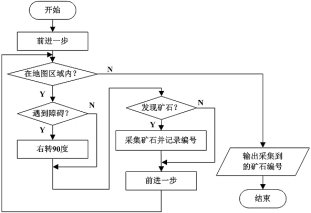 开始
前进一步
在地图区域内?
N
Y
遇到障碍?
N
Y
右转90度
发现矿石?
N
Y
采集矿石并记录编号
前进一步
输出采集到
的矿石编号
结束